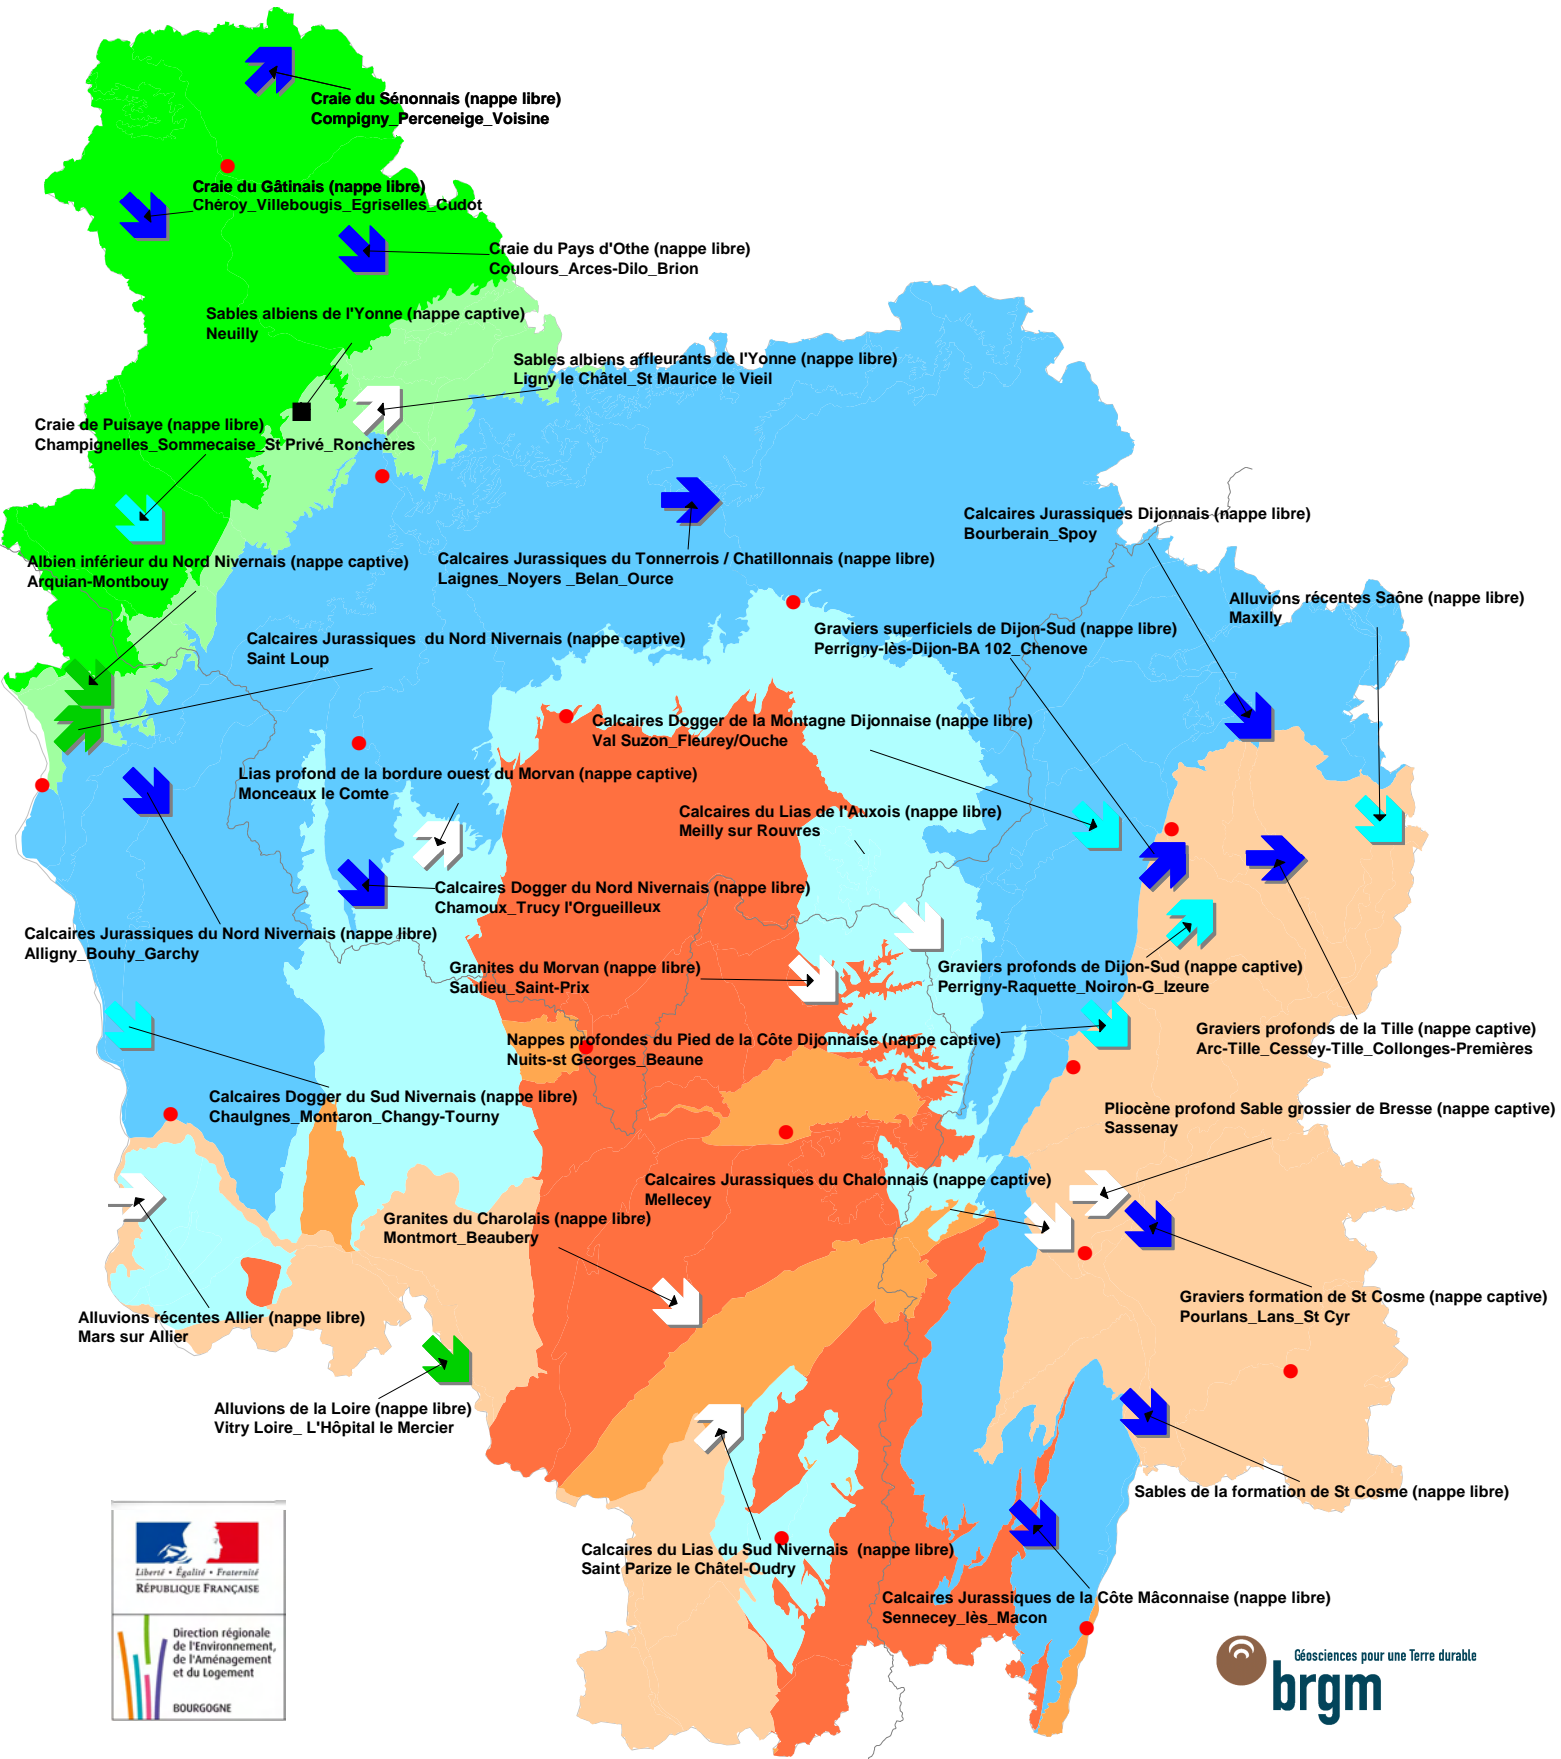 Craie du Sénonnais (nappe libre)
Compigny_Perceneige_Voisine
Craie du Gâtinais (nappe libre)
Chéroy_Villebougis_Egriselles_Cudot
Craie du Pays d'Othe (nappe libre)
Coulours_Arces-Dilo_Brion
Sables albiens de l'Yonne (nappe captive)
Neuilly
Sables albiens affleurants de l'Yonne (nappe libre)
Ligny le Châtel_St Maurice le Vieil
Craie de Puisaye (nappe libre)
Champignelles_Sommecaise_St Privé_Ronchères
Calcaires Jurassiques Dijonnais (nappe libre)
Bourberain_Spoy
Albien inférieur du Nord Nivernais (nappe captive)
Arquian-Montbouy
Calcaires Jurassiques du Tonnerrois / Chatillonnais (nappe libre)
Laignes_Noyers _Belan_Ource
Alluvions récentes Saône (nappe libre)
Maxilly
Graviers superficiels de Dijon-Sud (nappe libre)
Perrigny-lès-Dijon-BA 102_Chenove
Calcaires Jurassiques  du Nord Nivernais (nappe captive)
Saint Loup
Calcaires Dogger de la Montagne Dijonnaise (nappe libre)
Val Suzon_Fleurey/Ouche
Lias profond de la bordure ouest du Morvan (nappe captive)
Monceaux le Comte
Calcaires du Lias de l'Auxois (nappe libre)
Meilly sur Rouvres
Calcaires Dogger du Nord Nivernais (nappe libre)
Chamoux_Trucy l'Orgueilleux
Calcaires Jurassiques du Nord Nivernais (nappe libre)
Alligny_Bouhy_Garchy
Granites du Morvan (nappe libre)
Saulieu_Saint-Prix
Graviers profonds de Dijon-Sud (nappe captive)
Perrigny-Raquette_Noiron-G_Izeure
Graviers profonds de la Tille (nappe captive)
Arc-Tille_Cessey-Tille_Collonges-Premières
Nappes profondes du Pied de la Côte Dijonnaise (nappe captive)
Nuits-st Georges_Beaune
Calcaires Dogger du Sud Nivernais (nappe libre)
Chaulgnes_Montaron_Changy-Tourny
Pliocène profond Sable grossier de Bresse (nappe captive)
Sassenay
Calcaires Jurassiques du Chalonnais (nappe captive)
Mellecey
Granites du Charolais (nappe libre)
Montmort_Beaubery
Graviers formation de St Cosme (nappe captive)
Pourlans_Lans_St Cyr
Alluvions récentes Allier (nappe libre)
Mars sur Allier
Alluvions de la Loire (nappe libre)
Vitry Loire_ L'Hôpital le Mercier
Sables de la formation de St Cosme (nappe libre)
Calcaires du Lias du Sud Nivernais  (nappe libre)
Saint Parize le Châtel-Oudry
Calcaires Jurassiques de la Côte Mâconnaise (nappe libre)
Sennecey_lès_Macon
Liberté • Égalité • Fraternité
RÉPUBLIQUE FRANÇAISE
Direction régionale
de l'Environnement,
de l'Aménagement
et du Logement
BOURGOGNE
Géosciences pour une Terre durable
brgm